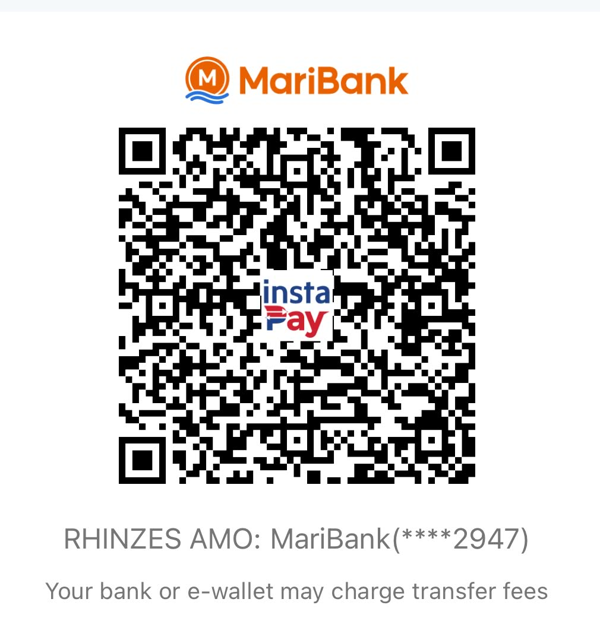 MariBank
insta
Pay
RHINZES AMO: MariBank(****2947)
Your bank or e-wallet may charge transfer fees